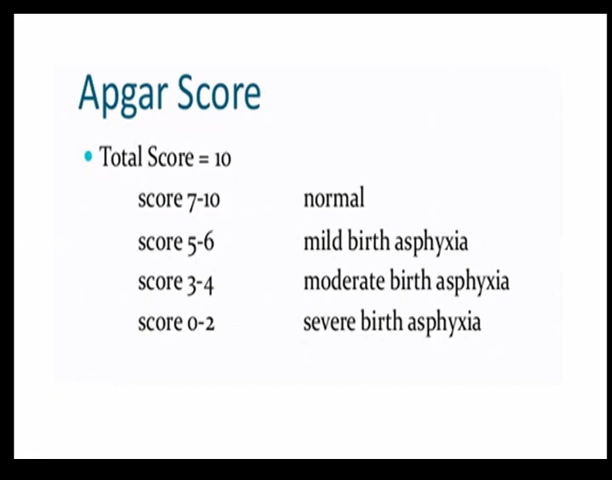 Apgar Score
• Total Score = 10
score 7-10 normal
score 5-6 mild birth asphyxia
score 3-4 moderate birth asphyxia
score 0-2 severe birth asphyxia